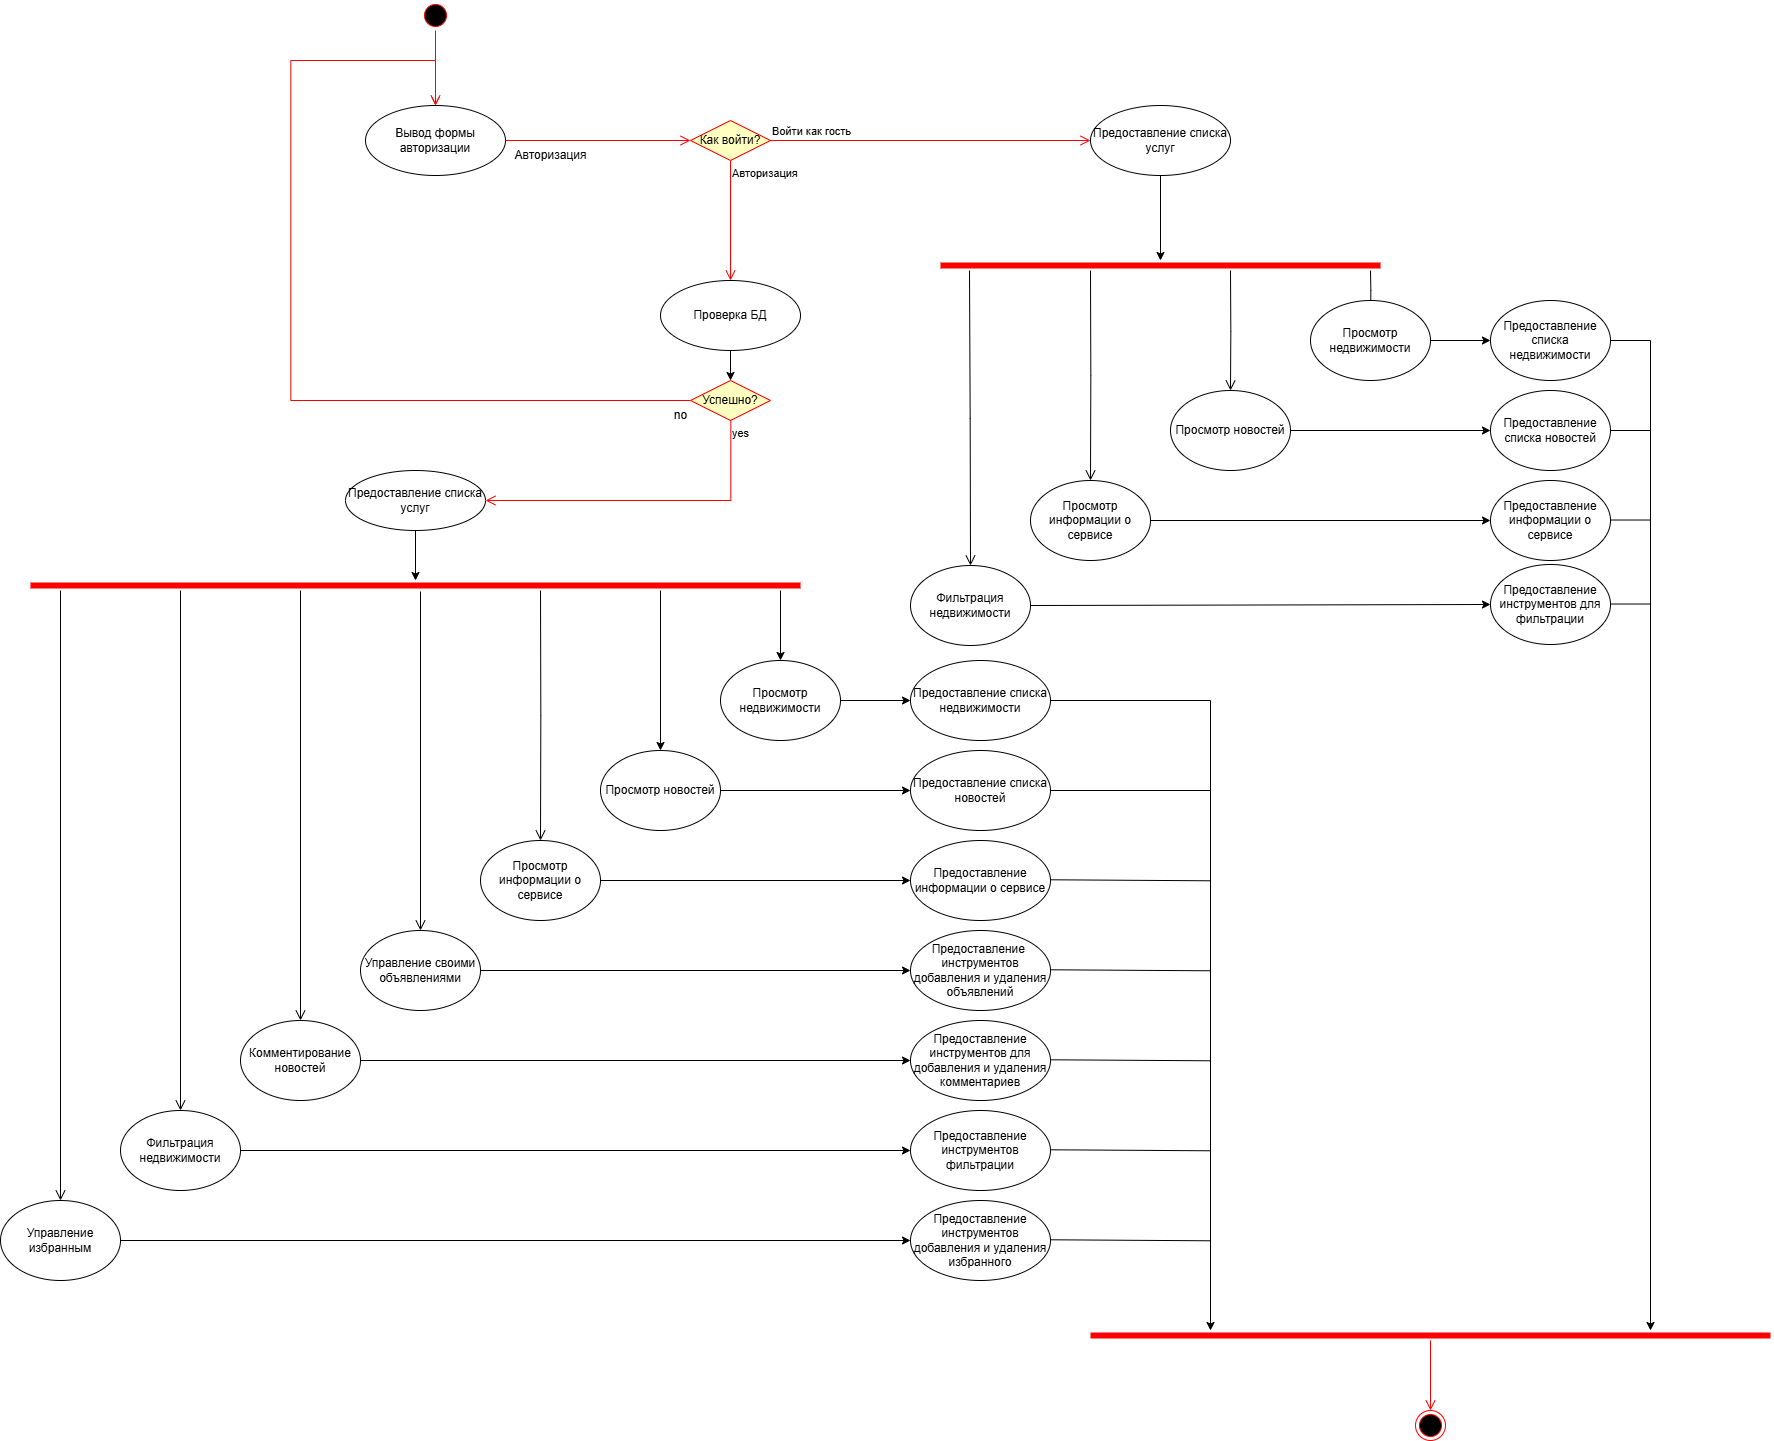 Вывод формы
авторизации
Авторизация
Как войти?
Войти как гость
Авторизация
Предоставление списка
услуг
Проверка БД
Успешно?
no
yes
Предоставление списка
услуг
Просмотр
недвижимости
Предоставление
списка
недвижимости
Просмотр новостей
Предоставление
списка новостей
Просмотр
информации о
сервисе
Предоставление
информации о
сервисе
Фильтрация
недвижимости
Предоставление
инструментов для
фильтрации
Просмотр
недвижимости
Предоставление списка
недвижимости
Просмотр новостей
Предоставление списка
новостей
Просмотр
информации о
сервисе
Предоставление
информации о сервисе
Управление своими
объявлениями
Предоставление
инструментов
добавления и удаления
объявлений
Комментирование
новостей
Предоставление
инструментов для
добавления и удаления
комментариев
Фильтрация
недвижимости
Предоставление
инструментов
фильтрации
Управление
избранным
Предоставление
инструментов
добавления и удаления
избранного